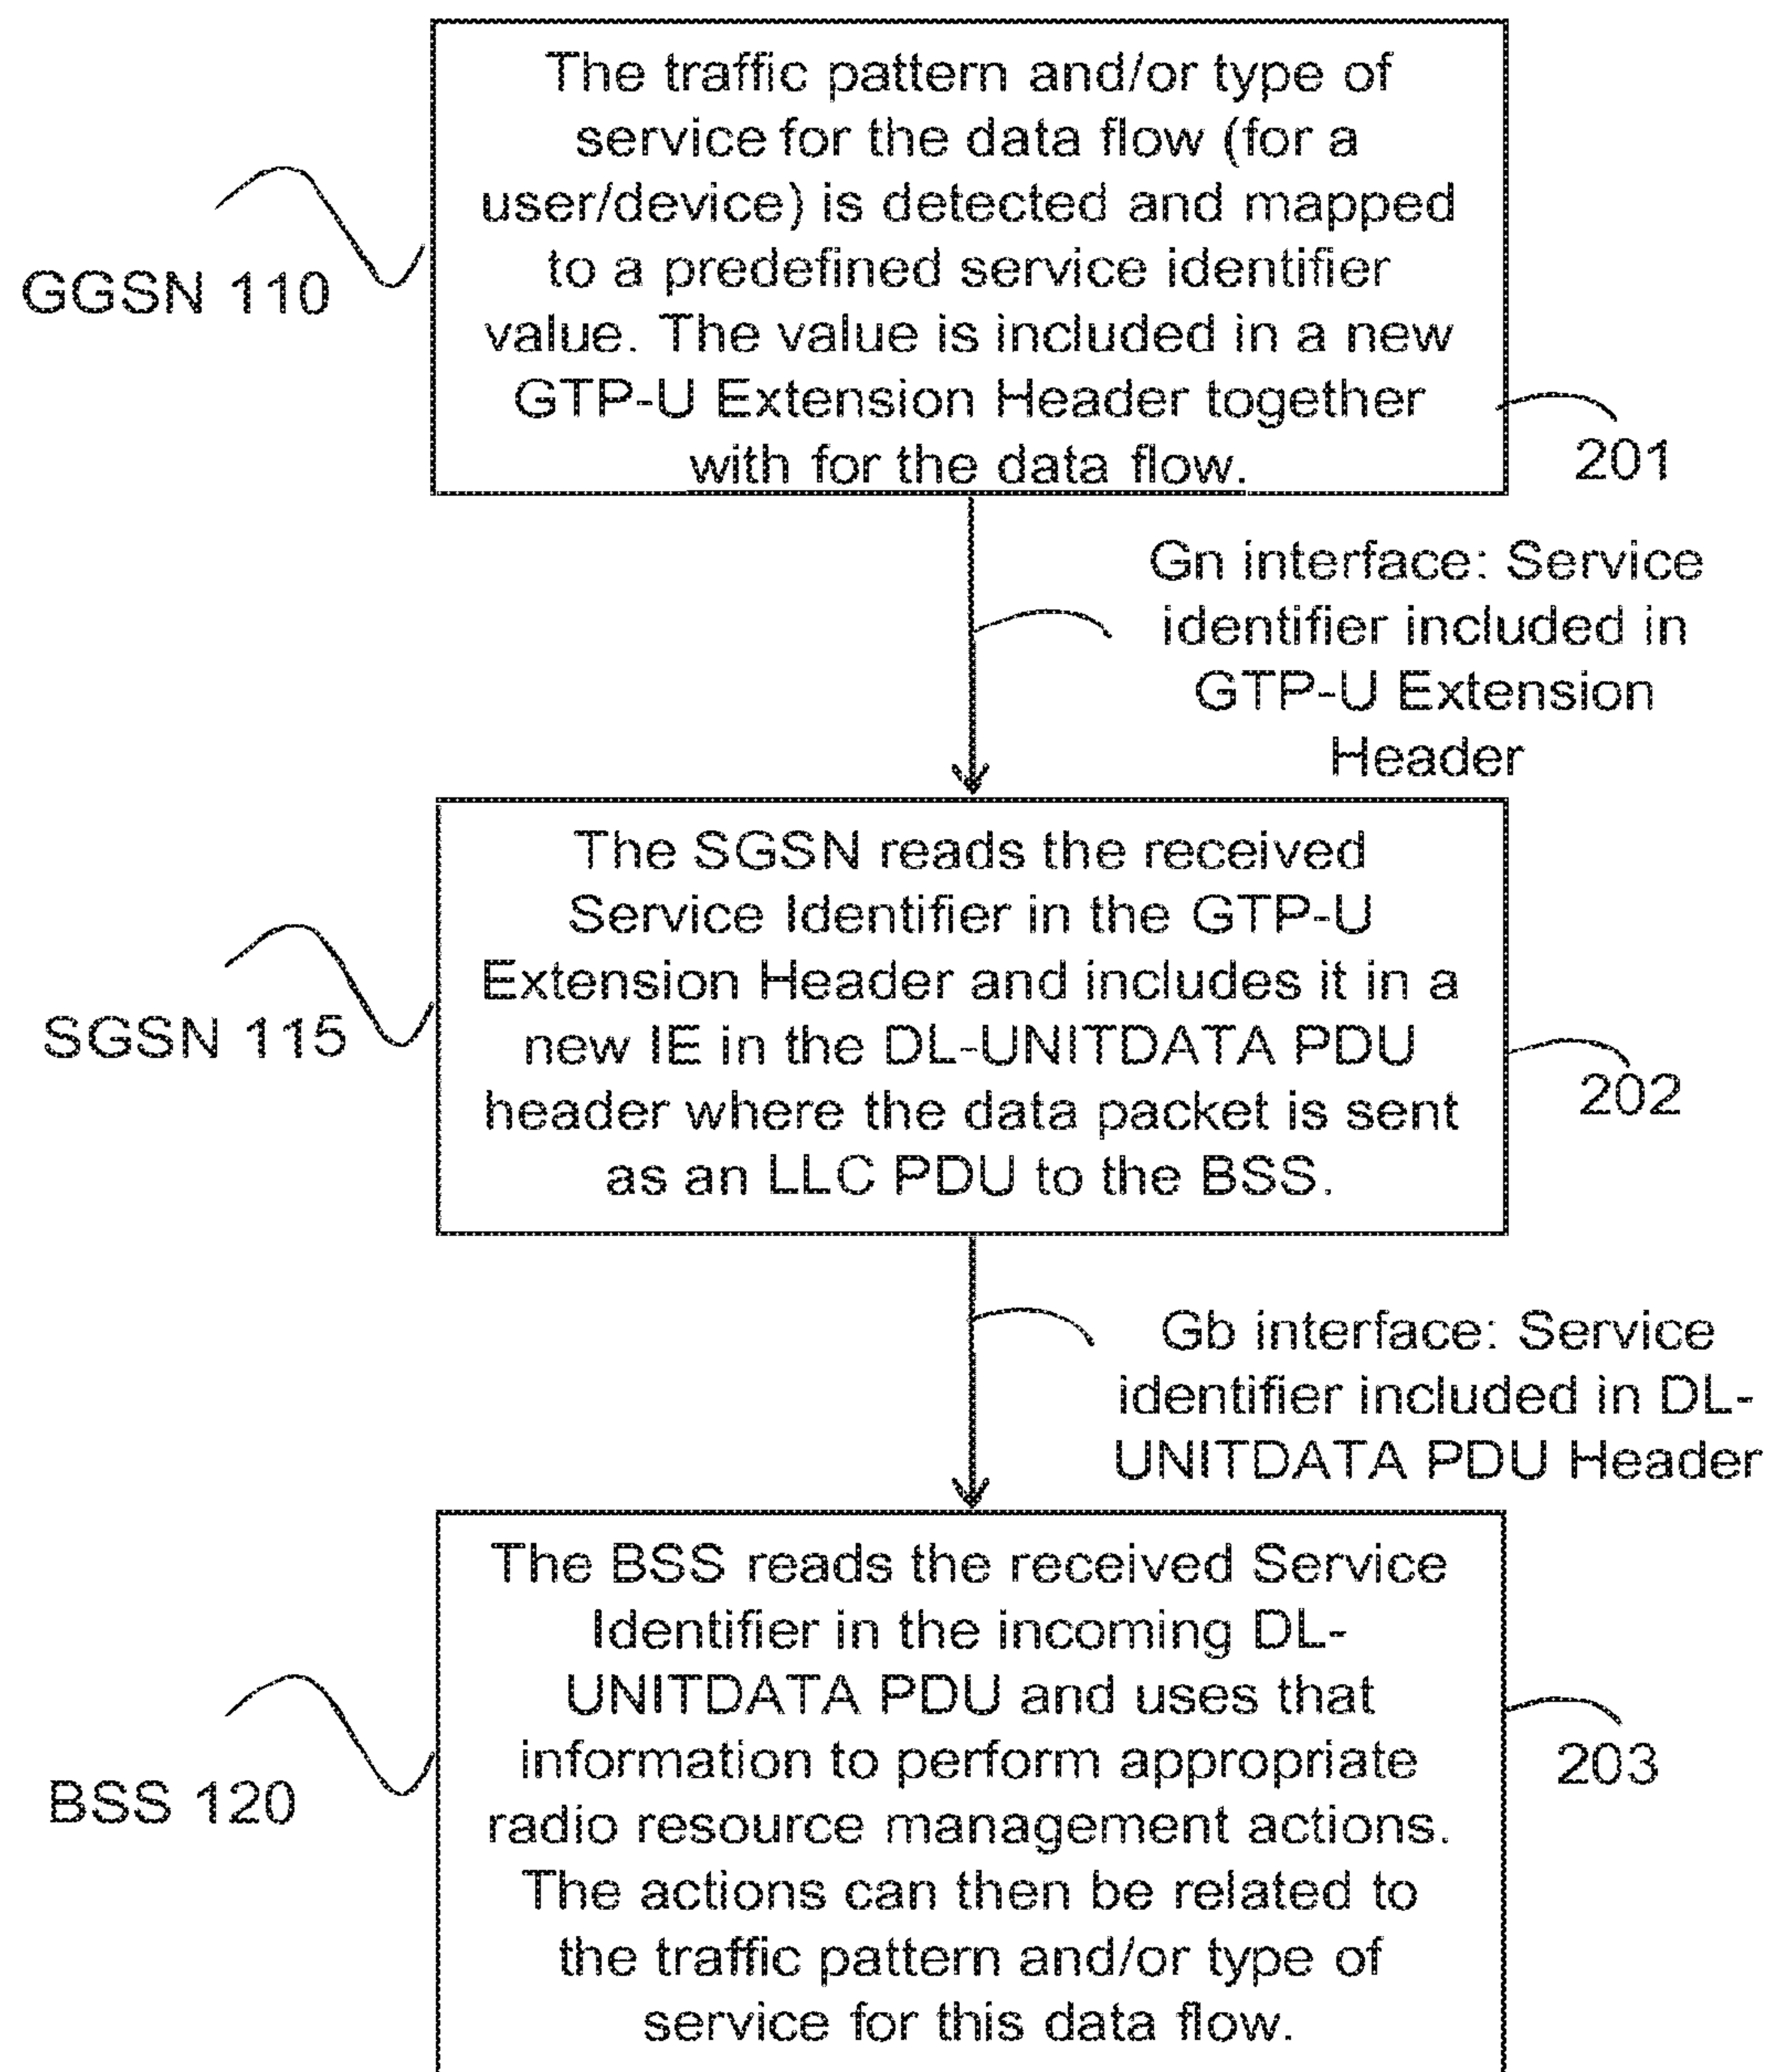 The traffic pattern and/or type of
service for the data flow (for a
user/device) is detected and mapped
to a predefined service identifier
value. The value is included in a new
GTP-U Extension Header together
with for the data flow.
GGSN 110
201
Gn interface: Service
identifier included in
GTP-U Extension
Header
The SGSN reads the received
Service Identifier in the GTP-U
Extension Header and includes it in a
new IE in the DL-UNITDATA PDU
header where the data packet is sent
as an LLC PDU to the BSS.
SGSN 115
202
Gb interface: Service
identifier included in DL-
UNITDATA PDU Header
The BSS reads the received Service
Identifier in the incoming DL-
UNITDATA PDU and uses that
information to perform appropriate
radio resource management actions.
The actions can then be related to
the traffic pattern and/or type of
service for this data flow.
BSS 120
203